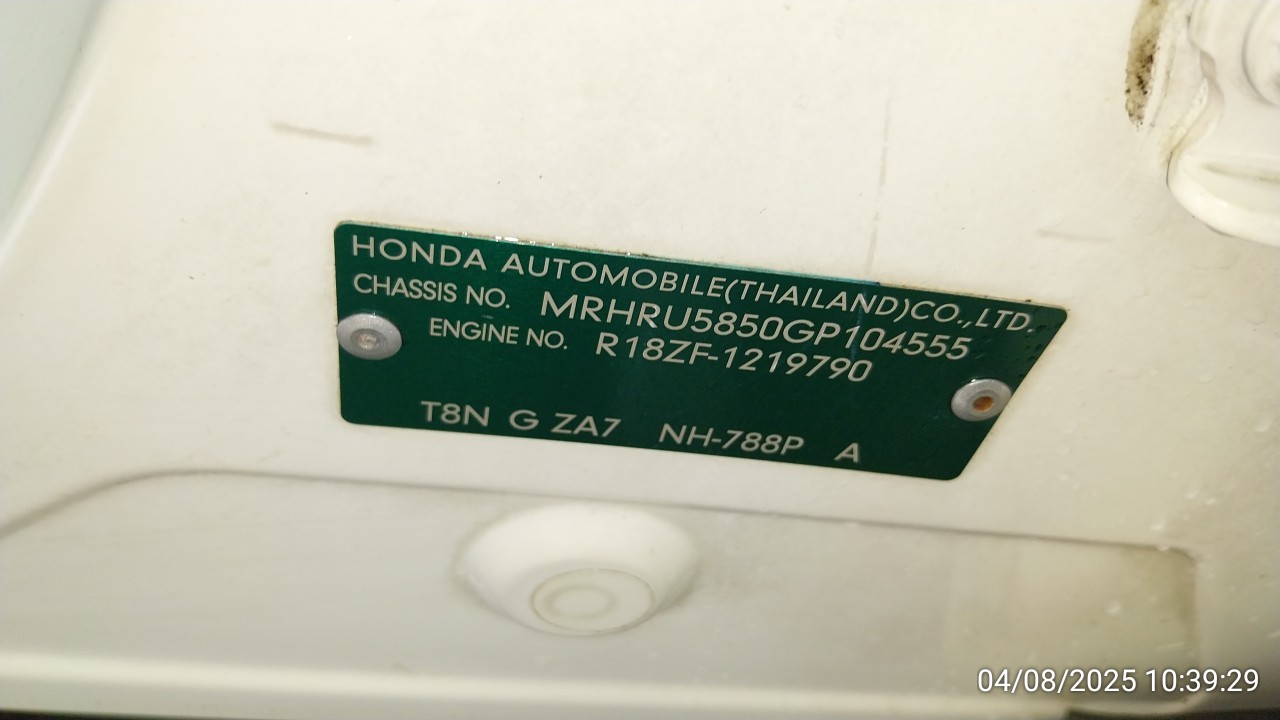 HONDA AUTOMOBILE(THAILAND)CO.,LTD.
CHASSIS NO. MRHRU5850GP104555
ENGINE NO. R18ZF-1219790
T8N G ZA7 NH-788P A
04/08/2025 10:39:29